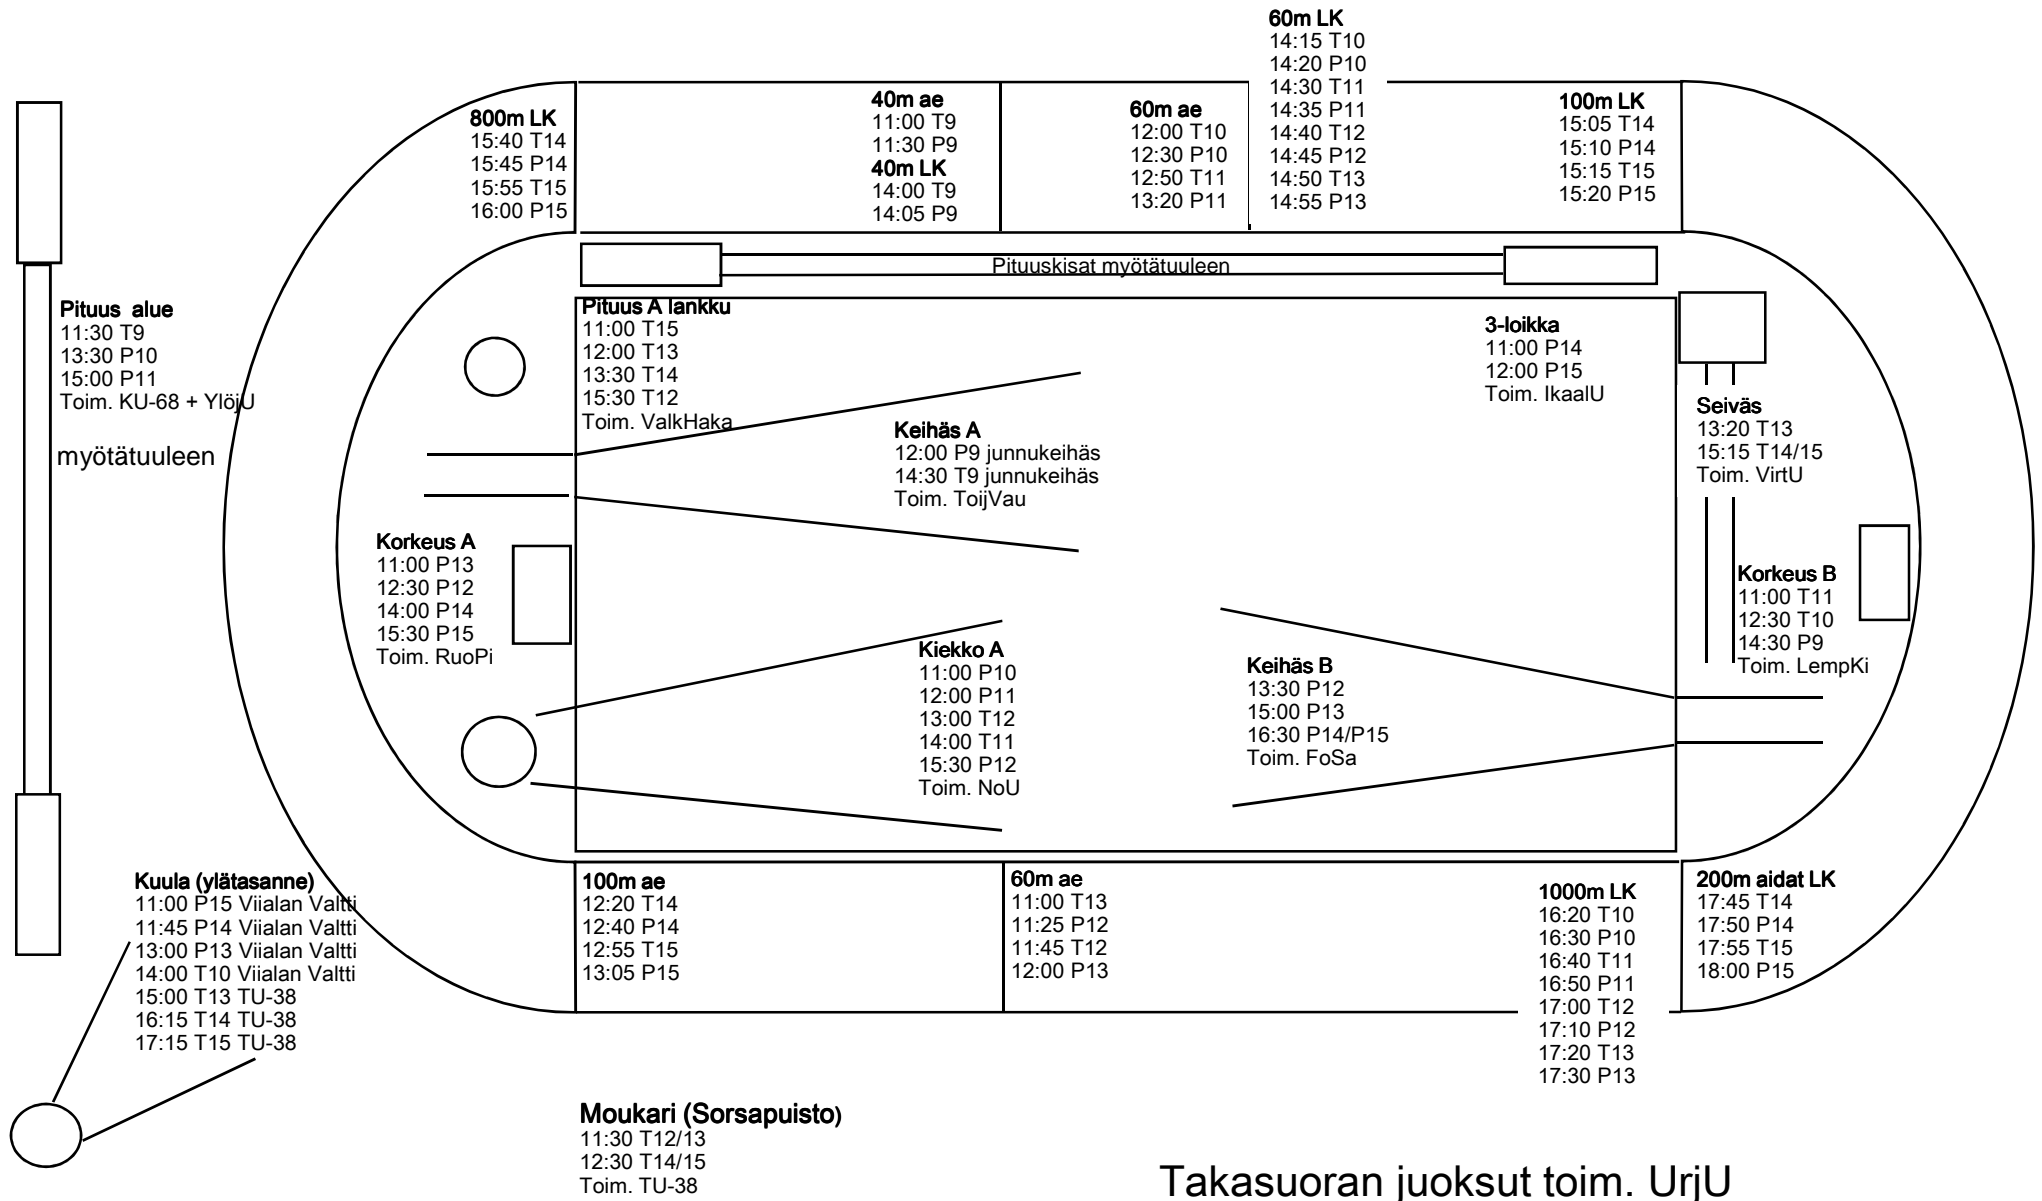 60m LK
14:15 T10
14:20 P10
14:30 T11
14:35 P11
14:40 T12
14:45 P12
14:50 T13
14:55 P13
800m LK
15:40 T14
15:45 P14
15:55 T15
16:00 P15
40m ae
11:00 T9
11:30 P9
40m LK
14:00 T9
14:05 P9
60m ae
12:00 T10
12:30 P10
12:50 T11
13:20 P11
100m LK
15:05 T14
15:10 P14
15:15 T15
15:20 P15
Pituuskisat myötätuuleen
Pituus alue
11:30 T9
13:30 P10
15:00 P11
Toim. KU-68 + YlöjU
myötätuuleen
Pituus A lankku
11:00 T15
12:00 T13
13:30 T14
15:30 T12
Toim. ValkHaka
3-loikka
11:00 P14
12:00 P15
Toim. IkaalU
Keihäs A
12:00 P9 junnukeihäs
14:30 T9 junnukeihäs
Toim. ToijVau
Seiväs
13:20 T13
15:15 T14/15
Toim. VirtU
Korkeus A
11:00 P13
12:30 P12
14:00 P14
15:30 P15
Toim. RuoPi
Korkeus B
11:00 T11
12:30 T10
14:30 P9
Toim. LempKi
Kiekko A
11:00 P10
12:00 P11
13:00 T12
14:00 T11
15:30 P12
Toim. NoU
Keihäs B
13:30 P12
15:00 P13
16:30 P14/P15
Toim. FoSa
Kuula (ylätasanne)
11:00 P15 Viialan Valtti
11:45 P14 Viialan Valtti
13:00 P13 Viialan Valtti
14:00 T10 Viialan Valtti
15:00 T13 TU-38
16:15 T14 TU-38
17:15 T15 TU-38
100m ae
12:20 T14
12:40 P14
12:55 T15
13:05 P15
60m ae
11:00 T13
11:25 P12
11:45 T12
12:00 P13
1000m LK
16:20 T10
16:30 P10
16:40 T11
16:50 P11
17:00 T12
17:10 P12
17:20 T13
17:30 P13
200m aidat LK
17:45 T14
17:50 P14
17:55 T15
18:00 P15
Moukari (Sorsapuisto)
11:30 T12/13
12:30 T14/15
Toim. TU-38
Takasuoran juoksut toim. UrjU